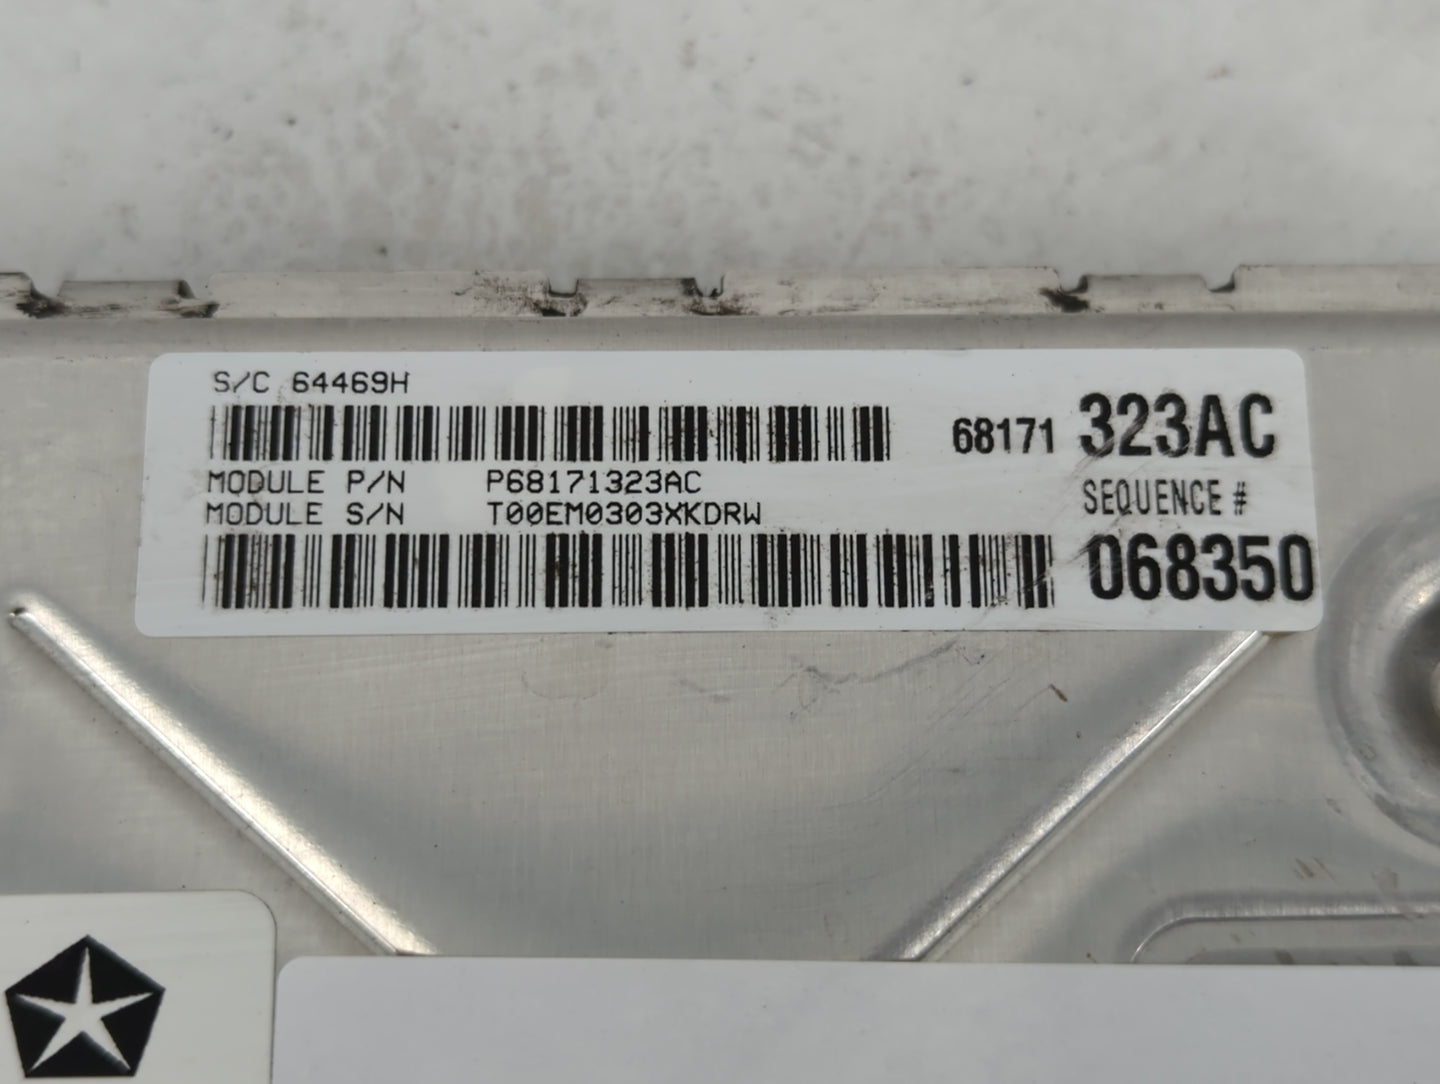 S/C 64469H
68171 323AC
MODULE P/N P68171323AC
MODULE S/N T00EM0303XKDRW
SEQUENCE #
068350